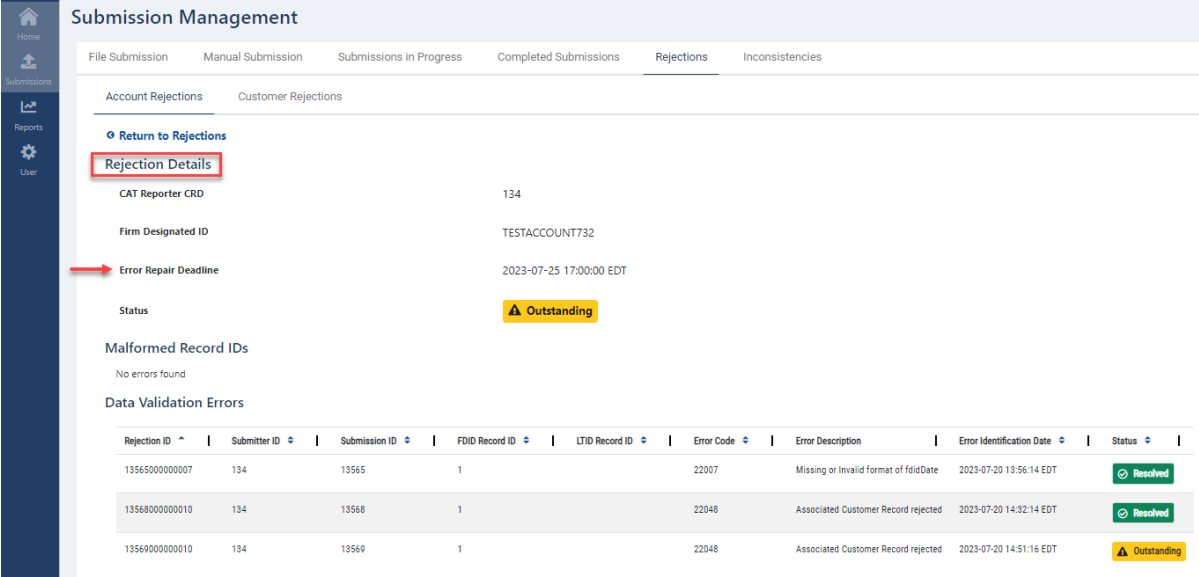 Submission Management
Home
Submissions
Reports
User
File Submission Manual Submission Submissions in Progress Completed Submissions Rejections Inconsistencies
Account Rejections Customer Rejections
Return to Rejections
Rejection Details
CAT Reporter CRD 134
Firm Designated ID TESTACCOUNT732
Error Repair Deadline 2023-07-25 17:00:00 EDT
Status Outstanding
Malformed Record IDs
No errors found
Data Validation Errors
Rejection ID Submitter ID Submission ID FDID Record ID LTID Record ID Error Code Error Description Error Identification Date Status
13565000000007 134 13565 1 22007 Missing or Invalid format of fdidDate 2023-07-20 13:56:14 EDT Resolved
13568000000010 134 13568 1 22048 Associated Customer Record rejected 2023-07-20 14:32:14 EDT Resolved
13569000000010 134 13569 1 22048 Associated Customer Record rejected 2023-07-20 14:51:16 EDT Outstanding